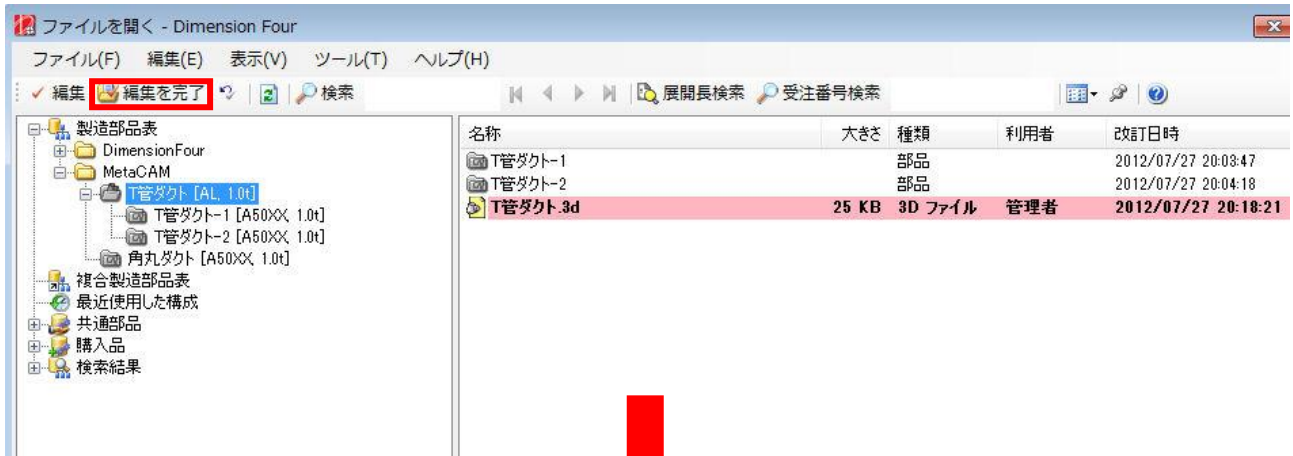 ファイルを開く - Dimension Four
ファイル(F) 編集(E) 表示(V) ツール(T) ヘルプ(H)
編集 編集を完了 検索 展開長検索 受注番号検索
製造部品表
DimensionFour
MetaCAM
T管ダクト [AL, 1.0t]
T管ダクト-1 [A50XX, 1.0t]
T管ダクト-2 [A50XX, 1.0t]
角丸ダクト [A50XX, 1.0t]
複合製造部品表
最近使用した構成
共通部品
購入品
検索結果
名称 大きさ 種類 利用者 改訂日時
T管ダクト-1 部品 2012/07/27 20:03:47
T管ダクト-2 部品 2012/07/27 20:04:18
T管ダクト.3d 25 KB 3D ファイル 管理者 2012/07/27 20:18:21